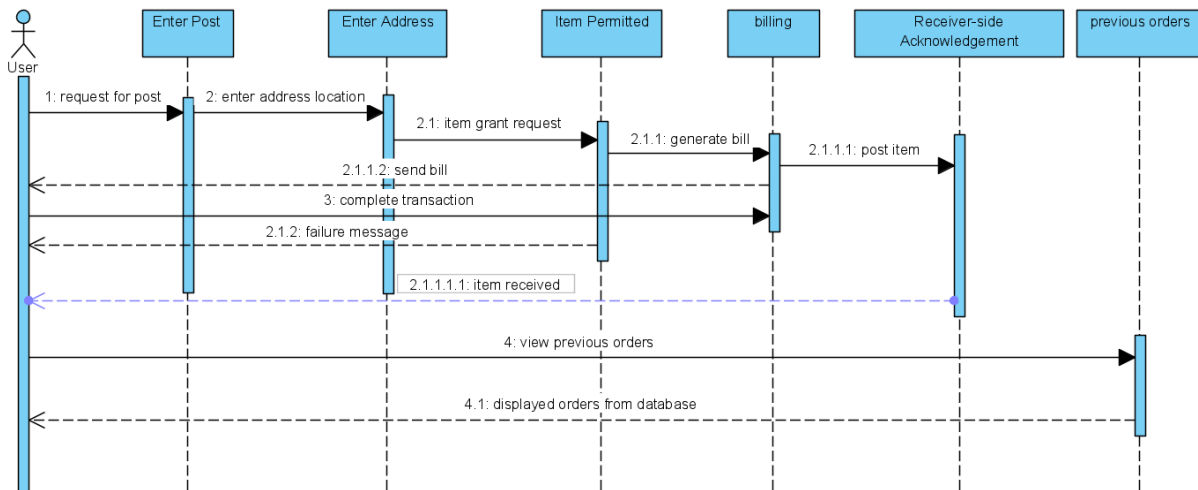 Enter Post
Enter Address
Item Permitted
billing
Receiver-side
Acknowledgement
previous orders
User
1: request for post
2: enter address location
2.1: item grant request
2.1.1: generate bill
2.1.1.1: post item
2.1.1.2: send bill
3: complete transaction
2.1.2: failure message
2.1.1.1.1: item received
4: view previous orders
4.1: displayed orders from database